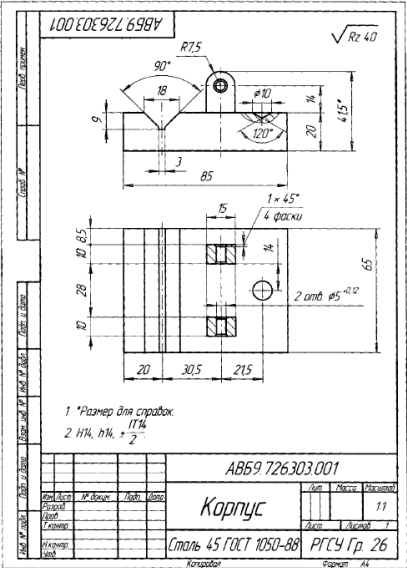 АВБ9.726303.001
Rz 40
Перв. примен.
Справ. №
Подп. и дата
Инв. № дубл.
Взам. инв. №
Подп. и дата
Инв. № подл.
R7,5
90°
18
⌀10
9
3
120°
14
20
41,5*
85
1 × 45°
4 фаски
15
8,5
10
28
10
14
65
2 отв. ⌀5+0,12
20
30,5
21,5
1 *Размер для справок.
2. H14, h14, ± IT14/2.
АВБ9.726303.001
Изм. Лист № докум. Подп. Дата
Разраб.
Пров.
Т.контр.
Н.контр.
Утв.
Корпус
Лит. Масса Масштаб
1:1
Лист Листов 1
Сталь 45 ГОСТ 1050-88
РГСУ Гр. 26
Копировал Формат А4